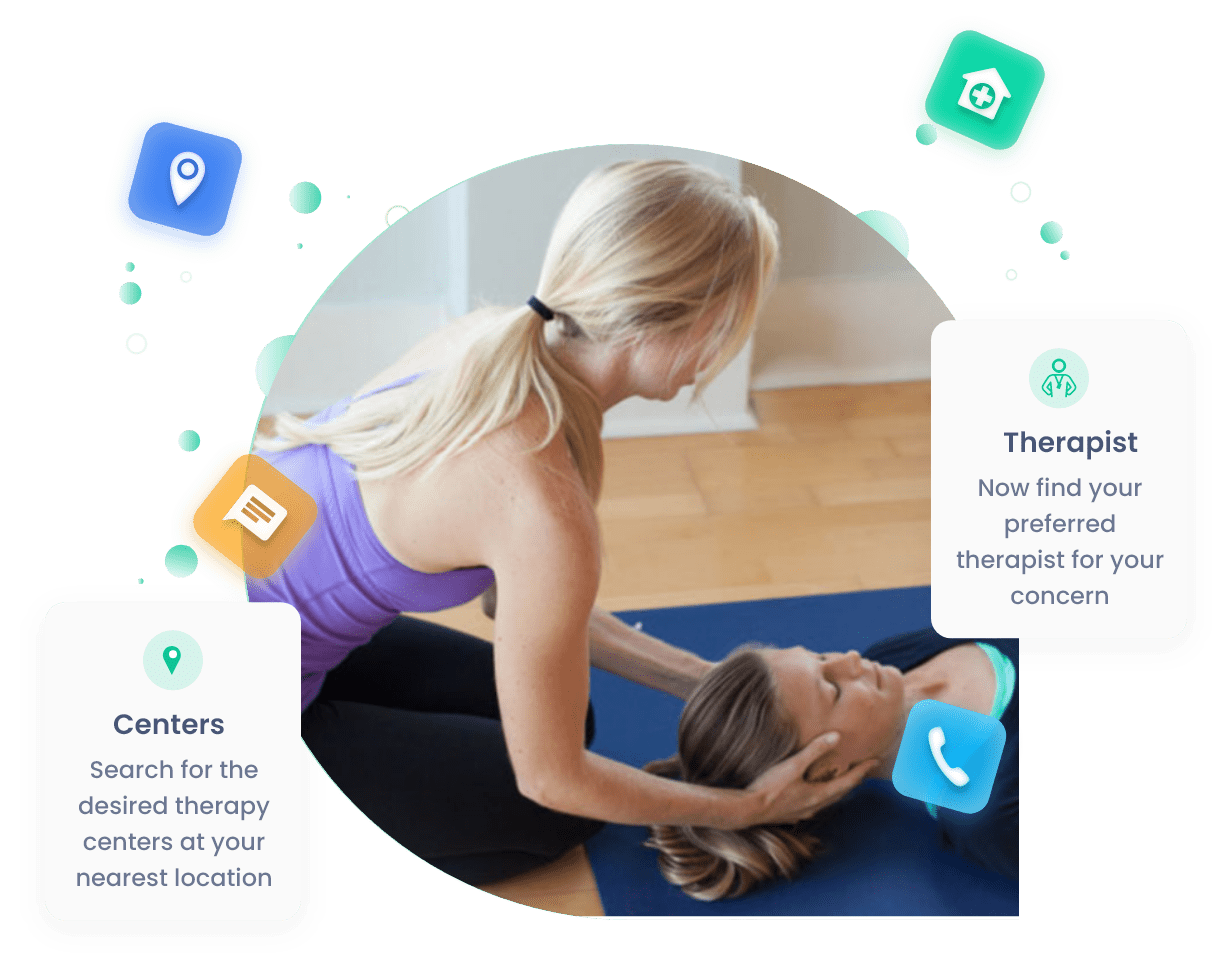 Therapist
Now find your
preferred
therapist for your
concern
Centers
Search for the
desired therapy
centers at your
nearest location